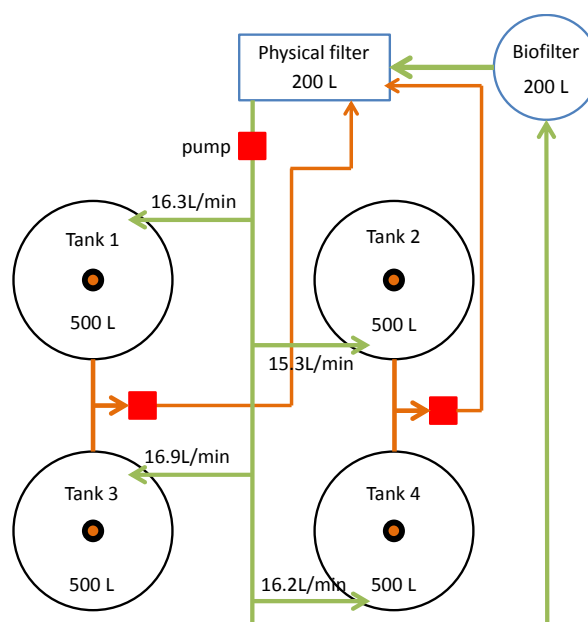 Physical filter
200 L
Biofilter
200 L
pump
16.3L/min
Tank 1
500 L
Tank 2
500 L
15.3L/min
16.9L/min
Tank 3
500 L
Tank 4
500 L
16.2L/min